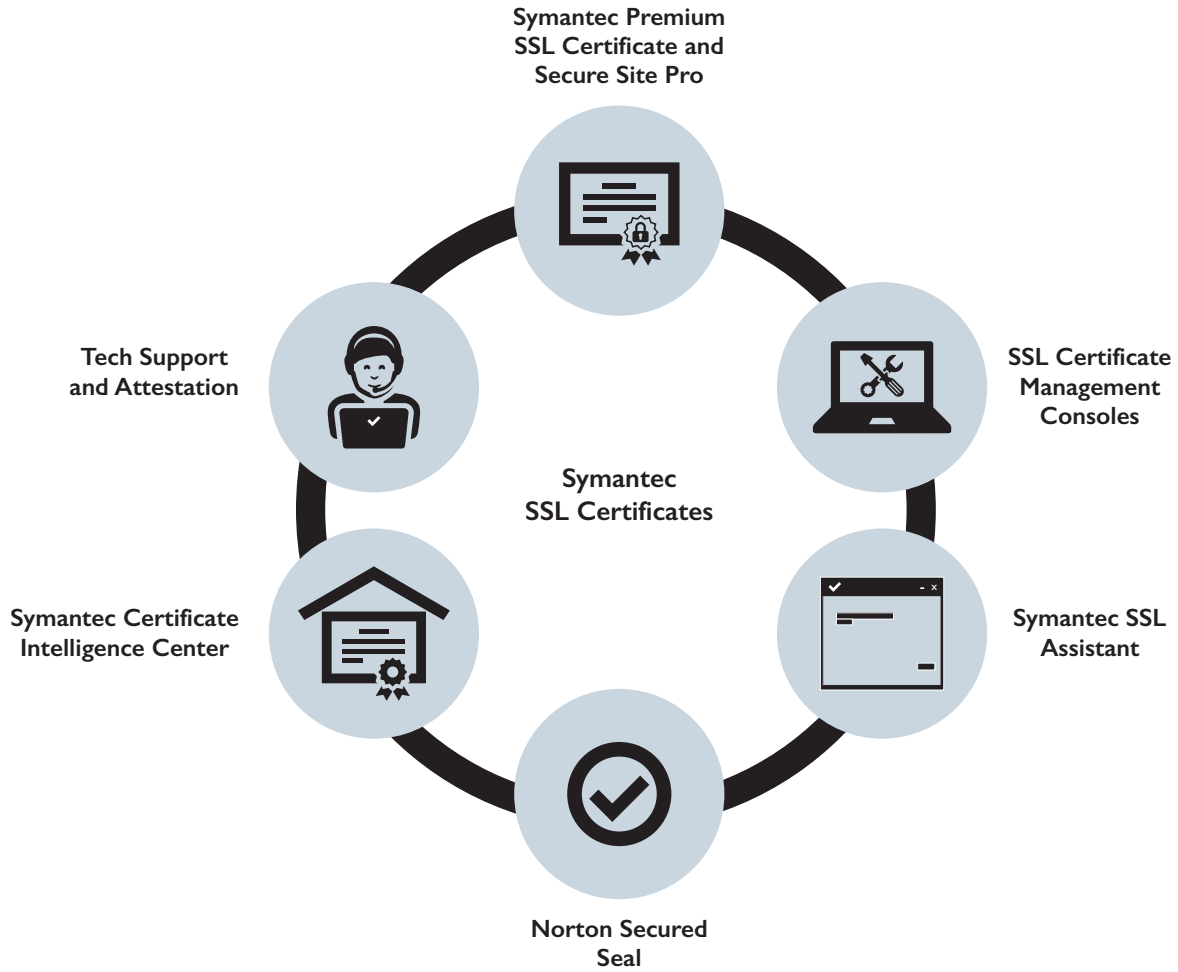 Symantec Premium
SSL Certificate and
Secure Site Pro
Tech Support
and Attestation
SSL Certificate
Management
Consoles
Symantec
SSL Certificates
Symantec Certificate
Intelligence Center
Symantec SSL
Assistant
Norton Secured
Seal